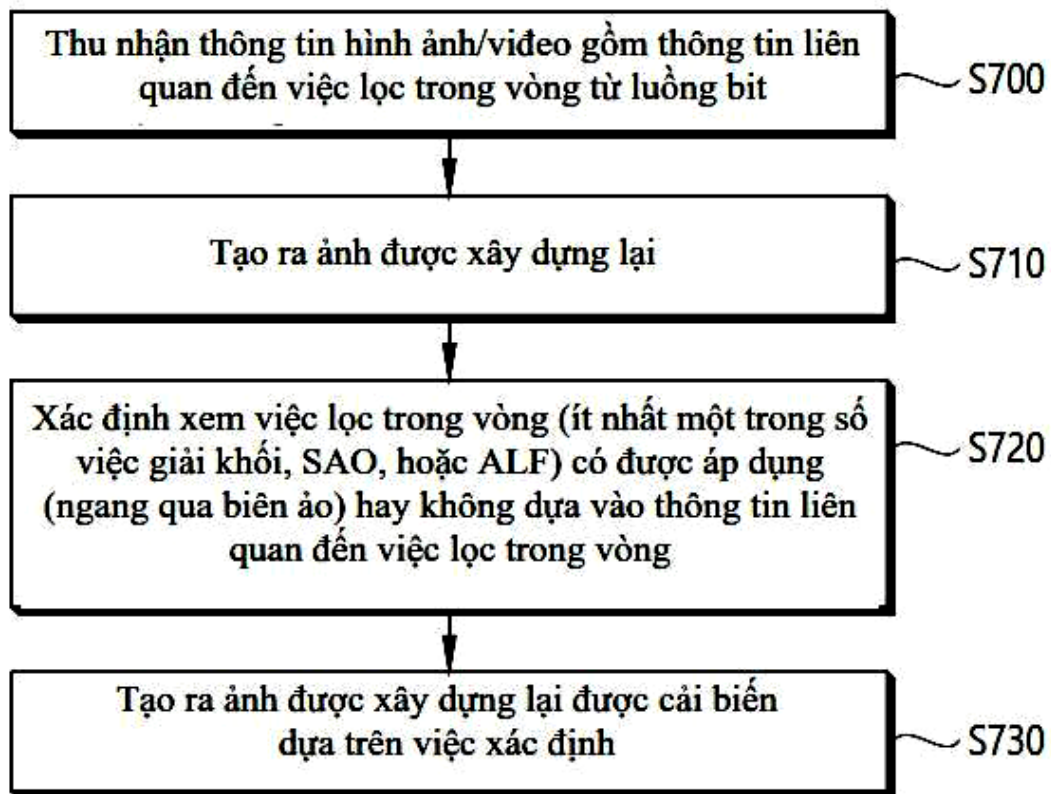 Thu nhận thông tin hình ảnh/viđeo gồm thông tin liên
quan đến việc lọc trong vòng từ luồng bit
S700
Tạo ra ảnh được xây dựng lại
S710
Xác định xem việc lọc trong vòng (ít nhất một trong số
việc giải khối, SAO, hoặc ALF) có được áp dụng
(ngang qua biên ảo) hay không dựa vào thông tin liên
quan đến việc lọc trong vòng
S720
Tạo ra ảnh được xây dựng lại được cải biến
dựa trên việc xác định
S730